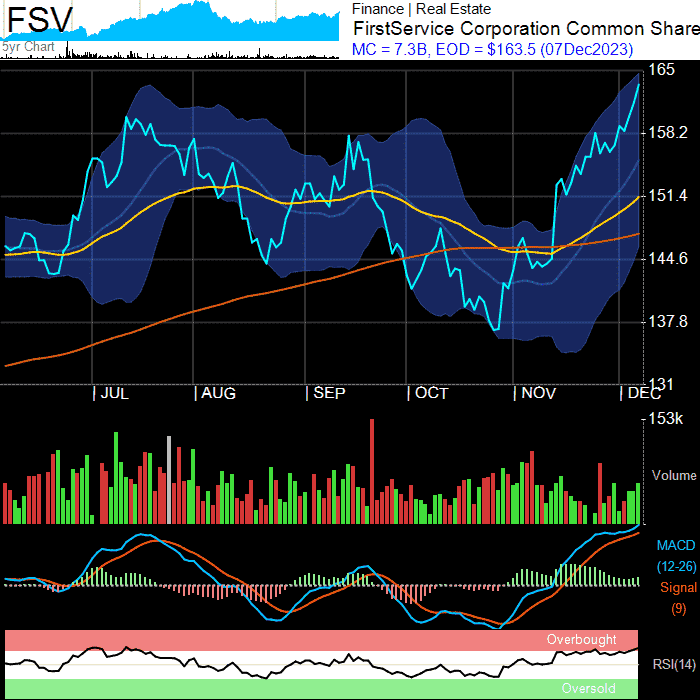 FSV
5yr Chart
Finance | Real Estate
FirstService Corporation Common Share
MC = 7.3B, EOD = $163.5 (07Dec2023)
165
158.2
151.4
144.6
137.8
131
| JUL | AUG | SEP | OCT | NOV | DEC
153k
Volume
MACD
(12-26)
Signal
(9)
Overbought
RSI(14)
Oversold